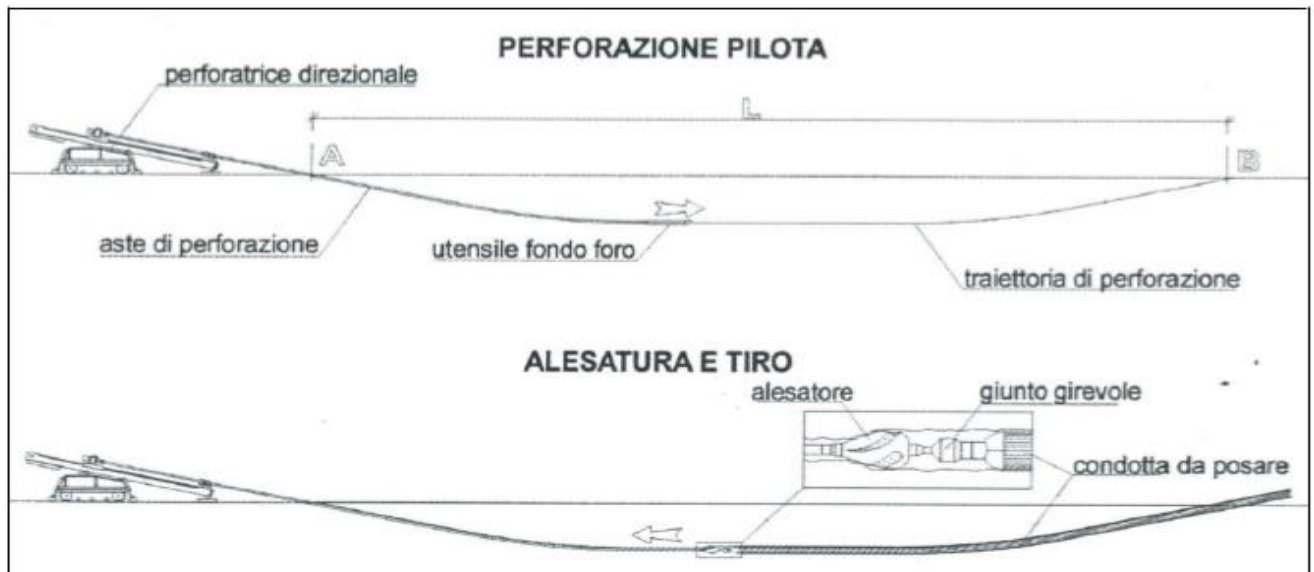 PERFORAZIONE PILOTA
perforatrice direzionale
L
A
B
aste di perforazione
utensile fondo foro
traiettoria di perforazione
ALESATURA E TIRO
alesatore
giunto girevole
condotta da posare